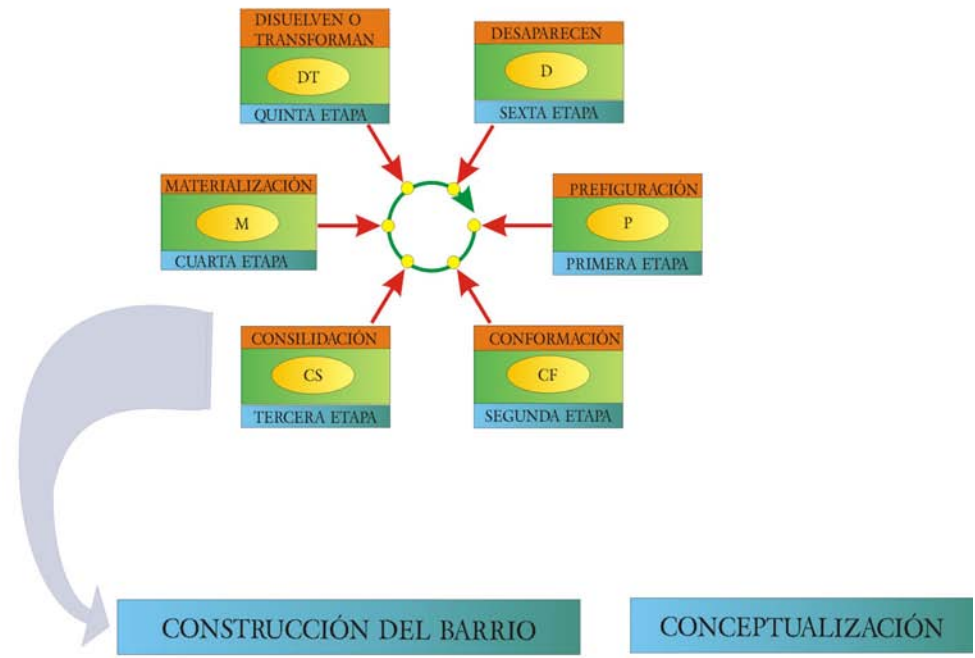 DISUELVEN O
TRANSFORMAN
DT
QUINTA ETAPA
DESAPARECEN
D
SEXTA ETAPA
MATERIALIZACIÓN
M
CUARTA ETAPA
PREFIGURACIÓN
P
PRIMERA ETAPA
CONSILIDACIÓN
CS
TERCERA ETAPA
CONFORMACIÓN
CF
SEGUNDA ETAPA
CONSTRUCCIÓN DEL BARRIO
CONCEPTUALIZACIÓN